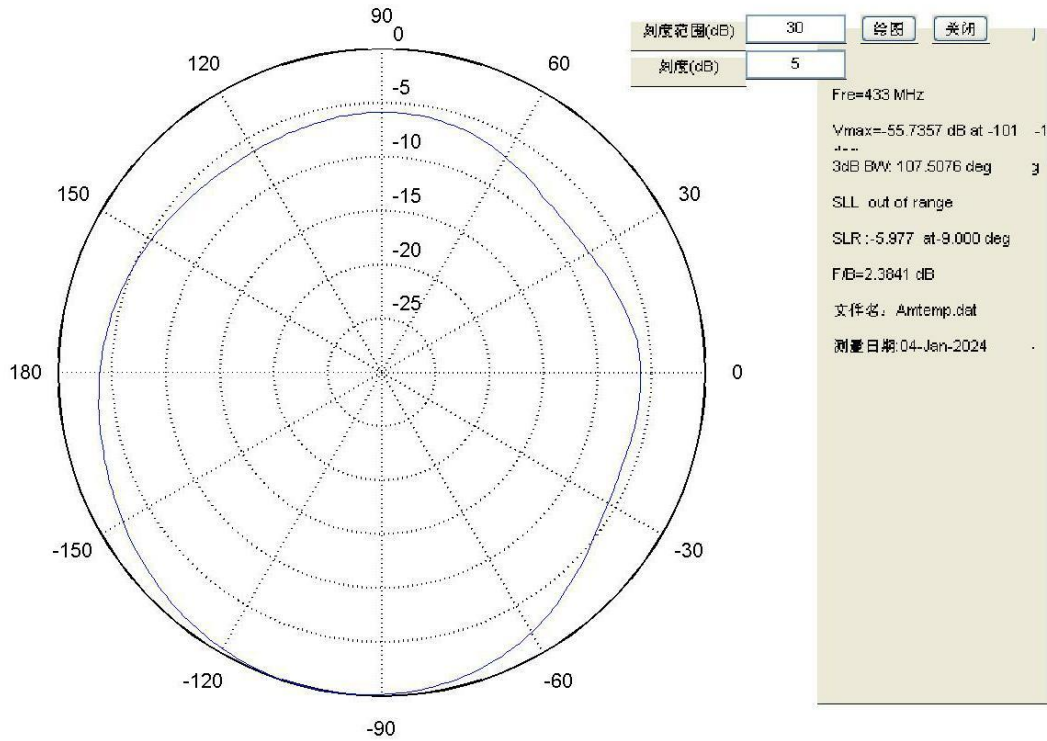 90
0
120
60
-5
-10
150
30
-15
-20
-25
180
0
-150
-30
-120
-60
-90
刻度范围(dB)
30
绘图
关闭
刻度(dB)
5
Fre=433 MHz
Vmax=-55.7357 dB at -101 -1
3dB BW: 107.5076 deg g
SLL out of range
SLR :-5.977 at-9.000 deg
F/B=2.3841 dB
文件名：Amtemp.dat
测量日期:04-Jan-2024